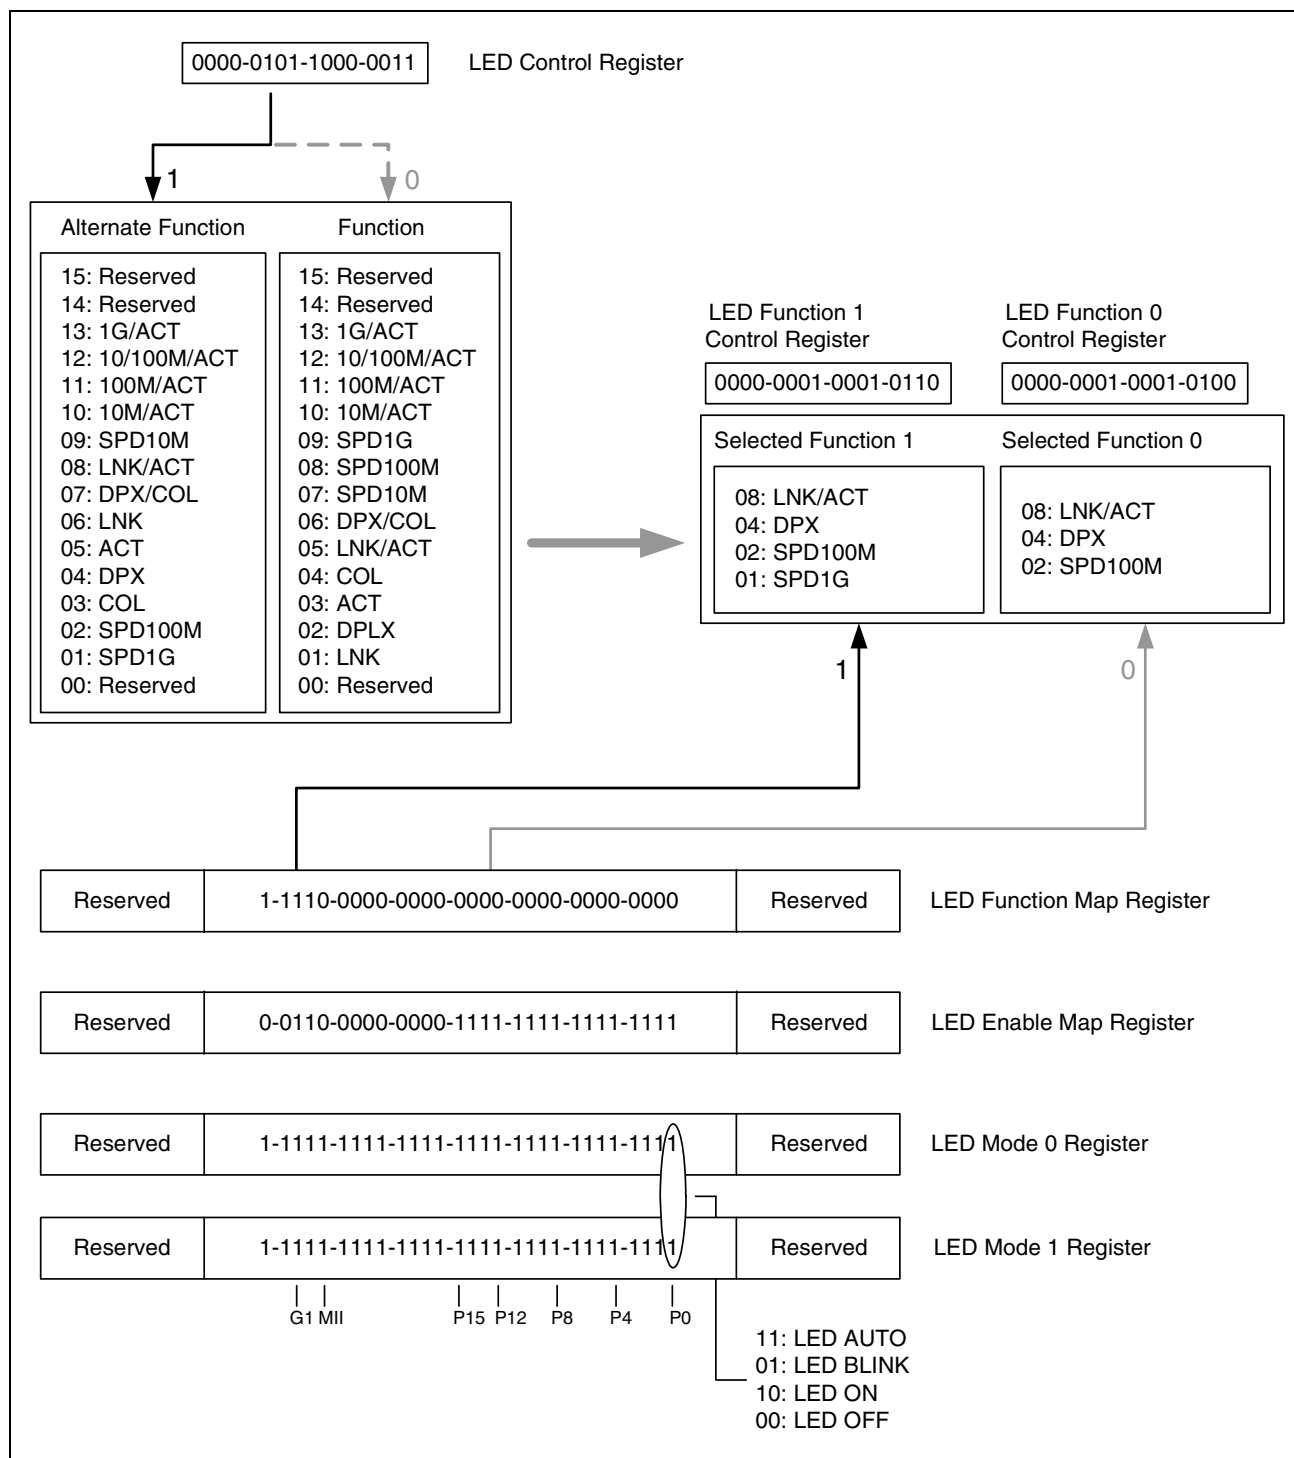 0000-0101-1000-0011
LED Control Register
1
0
Alternate Function
15: Reserved
14: Reserved
13: 1G/ACT
12: 10/100M/ACT
11: 100M/ACT
10: 10M/ACT
09: SPD10M
08: LNK/ACT
07: DPX/COL
06: LNK
05: ACT
04: DPX
03: COL
02: SPD100M
01: SPD1G
00: Reserved
Function
15: Reserved
14: Reserved
13: 1G/ACT
12: 10/100M/ACT
11: 100M/ACT
10: 10M/ACT
09: SPD1G
08: SPD100M
07: SPD10M
06: DPX/COL
05: LNK/ACT
04: COL
03: ACT
02: DPLX
01: LNK
00: Reserved
LED Function 1
Control Register
0000-0001-0001-0110
LED Function 0
Control Register
0000-0001-0001-0100
Selected Function 1
08: LNK/ACT
04: DPX
02: SPD100M
01: SPD1G
Selected Function 0
08: LNK/ACT
04: DPX
02: SPD100M
1
0
Reserved
1-1110-0000-0000-0000-0000-0000-0000
Reserved
LED Function Map Register
Reserved
0-0110-0000-0000-1111-1111-1111-1111
Reserved
LED Enable Map Register
Reserved
1-1111-1111-1111-1111-1111-1111-1111
Reserved
LED Mode 0 Register
Reserved
1-1111-1111-1111-1111-1111-1111-1111
Reserved
LED Mode 1 Register
G1 MII P15 P12 P8 P4 P0
11: LED AUTO
01: LED BLINK
10: LED ON
00: LED OFF